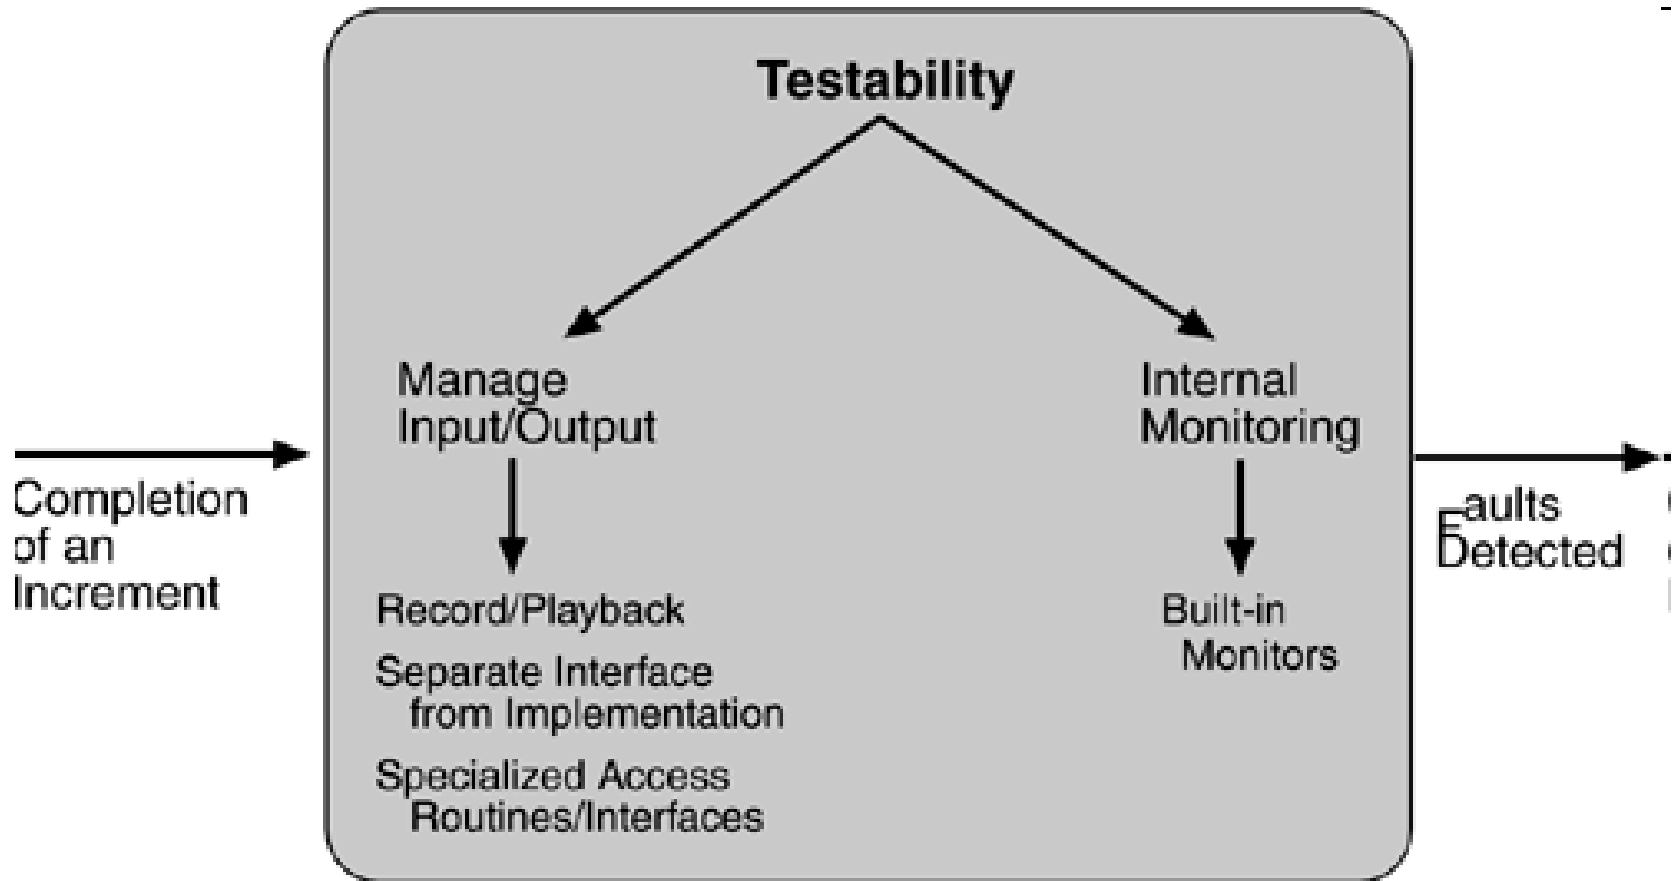 Testability
Manage
Input/Output
Internal
Monitoring
Completion
of an
Increment
Faults
Detected
Record/Playback
Separate Interface
from Implementation
Specialized Access
Routines/Interfaces
Built-in
Monitors